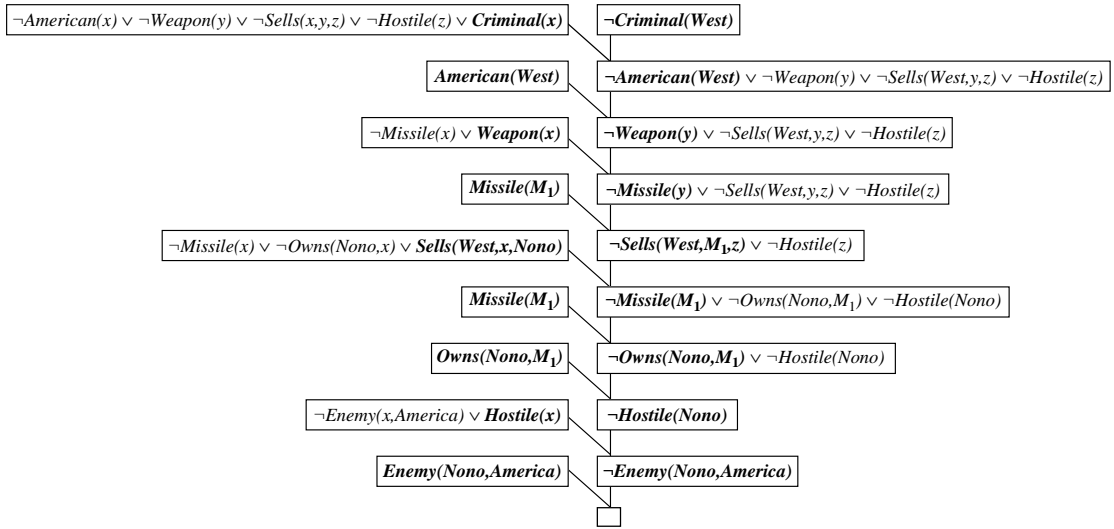 ¬American(x) ∨ ¬Weapon(y) ∨ ¬Sells(x,y,z) ∨ ¬Hostile(z) ∨ Criminal(x) ¬Criminal(West)
American(West) ¬American(West) ∨ ¬Weapon(y) ∨ ¬Sells(West,y,z) ∨ ¬Hostile(z)
¬Missile(x) ∨ Weapon(x) ¬Weapon(y) ∨ ¬Sells(West,y,z) ∨ ¬Hostile(z)
Missile(M₁) ¬Missile(y) ∨ ¬Sells(West,y,z) ∨ ¬Hostile(z)
¬Missile(x) ∨ ¬Owns(Nono,x) ∨ Sells(West,x,Nono) ¬Sells(West,M₁,z) ∨ ¬Hostile(z)
Missile(M₁) ¬Missile(M₁) ∨ ¬Owns(Nono,M₁) ∨ ¬Hostile(Nono)
Owns(Nono,M₁) ¬Owns(Nono,M₁) ∨ ¬Hostile(Nono)
¬Enemy(x,America) ∨ Hostile(x) ¬Hostile(Nono)
Enemy(Nono,America) ¬Enemy(Nono,America)